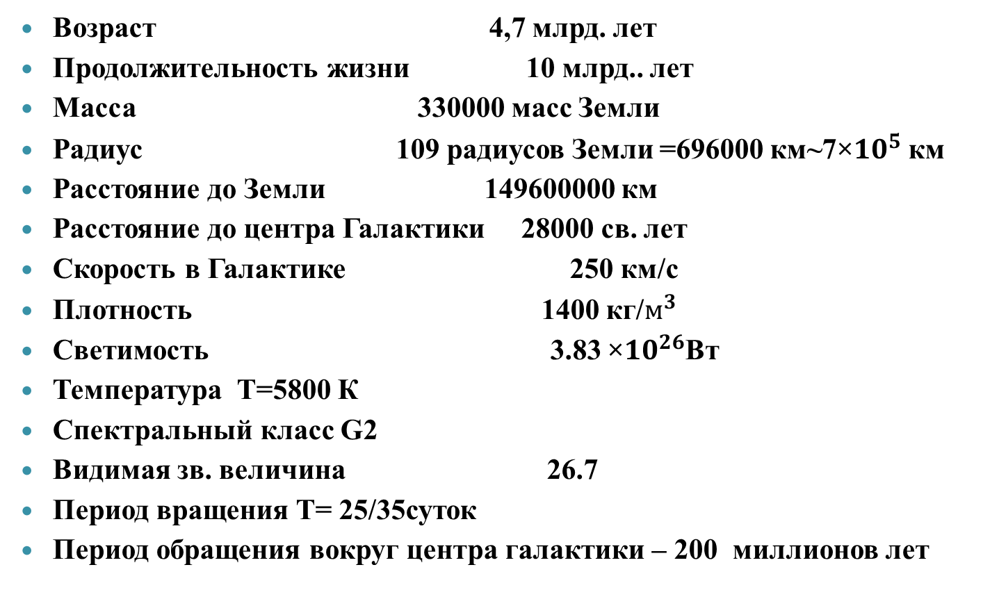 • Возраст 4,7 млрд. лет
• Продолжительность жизни 10 млрд.. лет
• Масса 330000 масс Земли
• Радиус 109 радиусов Земли =696000 км~7×10⁵ км
• Расстояние до Земли 149600000 км
• Расстояние до центра Галактики 28000 св. лет
• Скорость в Галактике 250 км/с
• Плотность 1400 кг/м³
• Светимость 3.83 ×10²⁶Вт
• Температура Т=5800 К
• Спектральный класс G2
• Видимая зв. величина 26.7
• Период вращения Т= 25/35суток
• Период обращения вокруг центра галактики – 200 миллионов лет